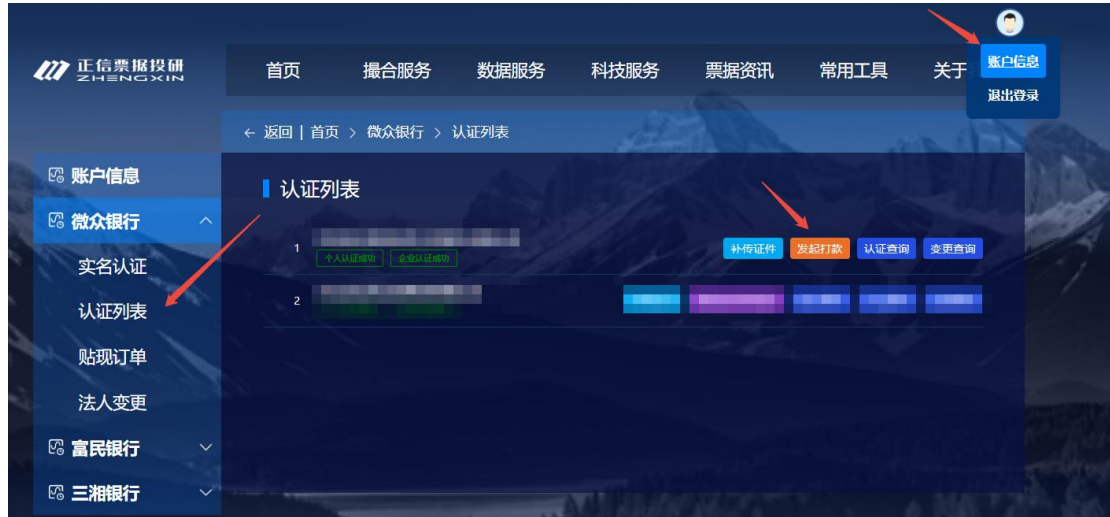 正信票据投研
ZHENGXIN
首页 撮合服务 数据服务 科技服务 票据资讯 常用工具 关于
账户信息
退出登录
← 返回 | 首页 > 微众银行 > 认证列表
账户信息
微众银行
实名认证
认证列表
贴现订单
法人变更
富民银行
三湘银行
认证列表
1
个人认证成功 企业认证成功
补传证件 发起打款 认证查询 变更查询
2